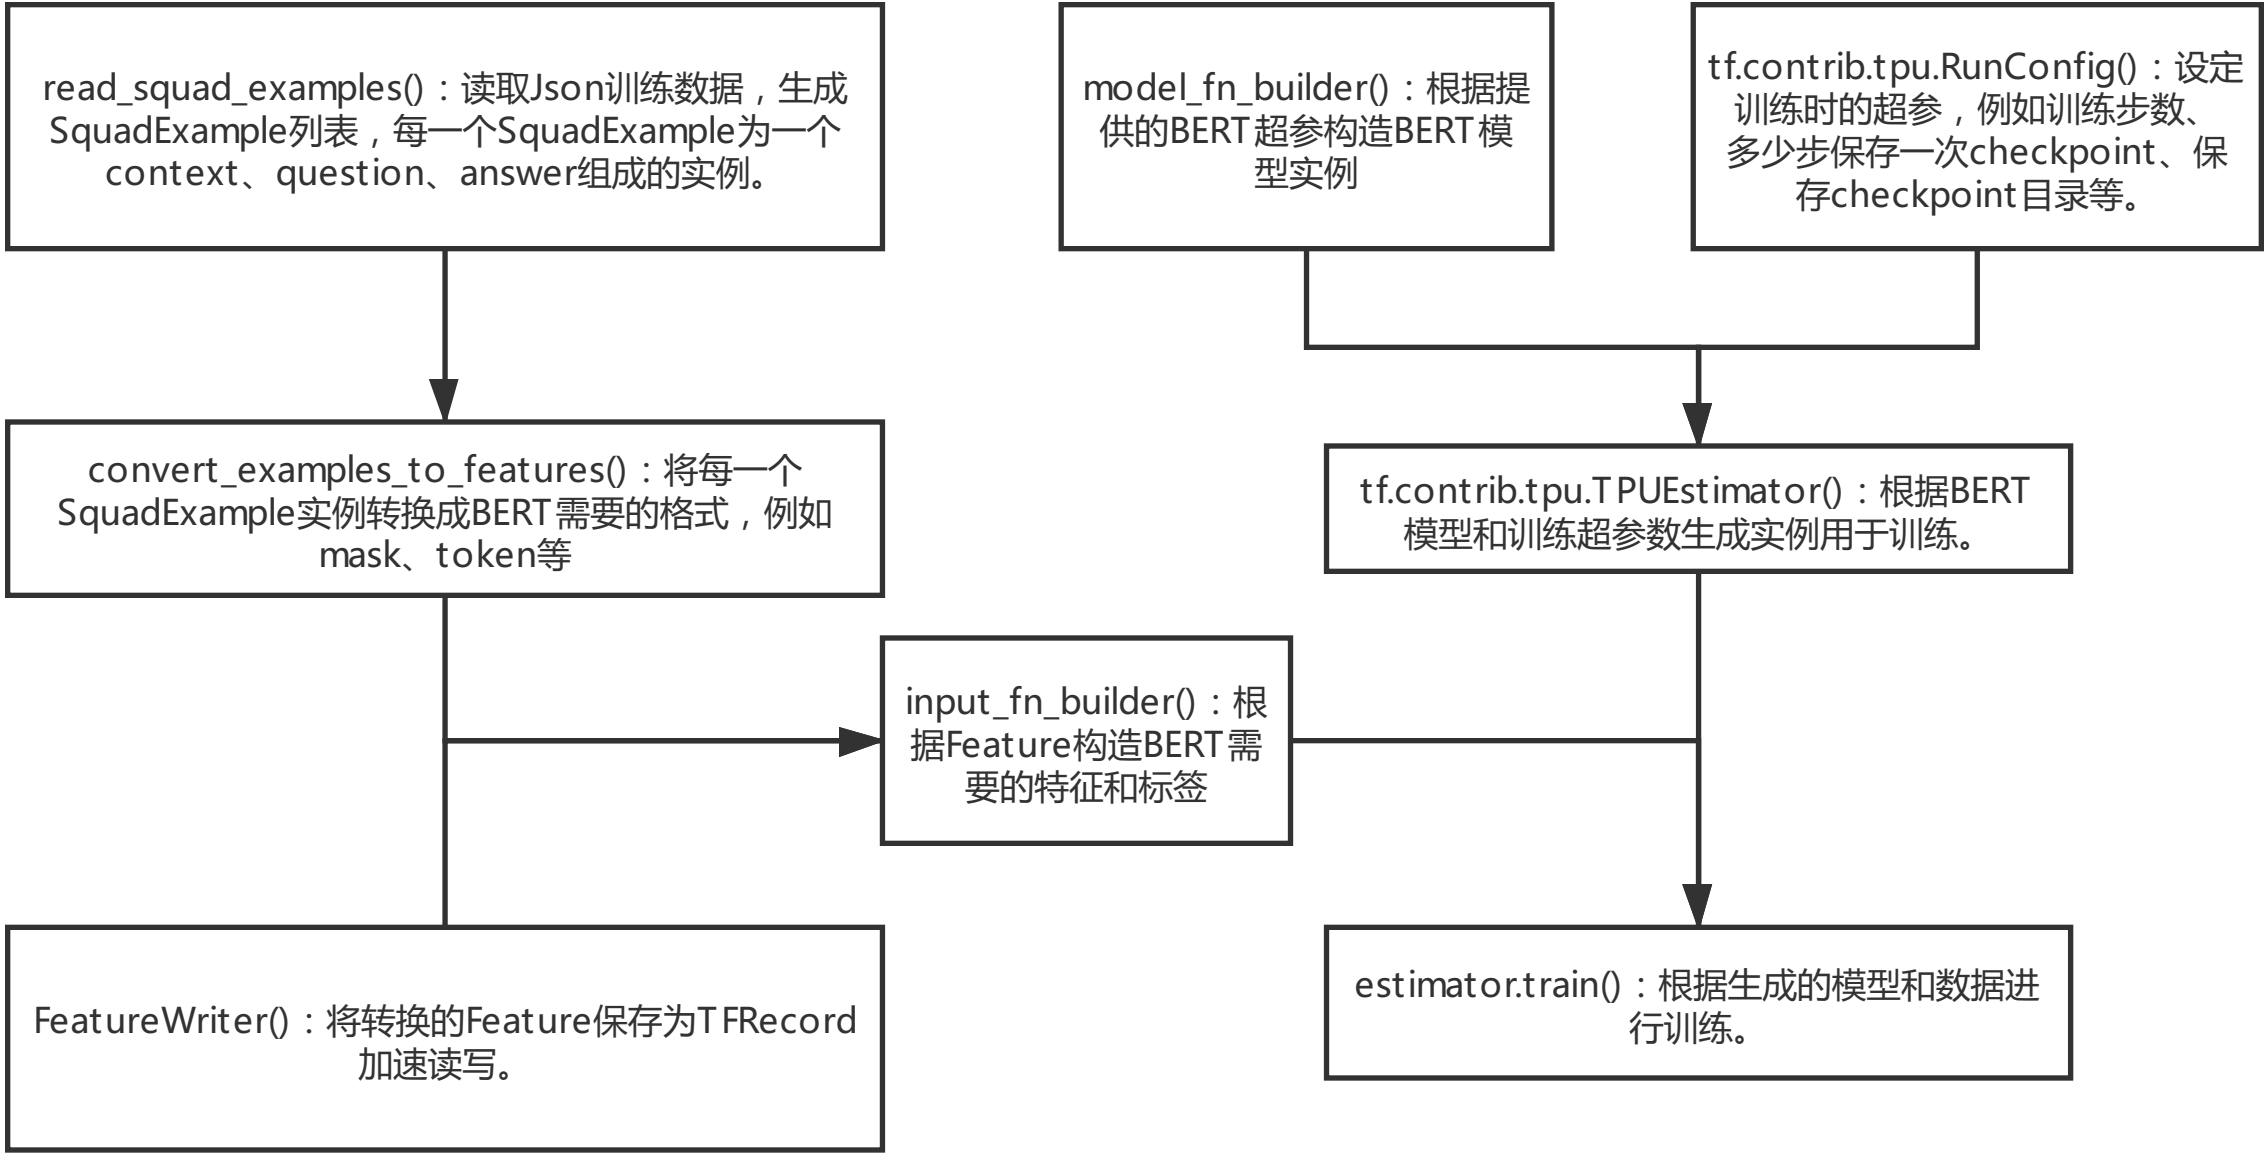 read_squad_examples()：读取Json训练数据，生成
SquadExample列表，每一个SquadExample为一个
context、question、answer组成的实例。
model_fn_builder()：根据提
供的BERT超参构造BERT模
型实例
tf.contrib.tpu.RunConfig()：设定
训练时的超参，例如训练步数、
多少步保存一次checkpoint、保
存checkpoint目录等。
convert_examples_to_features()：将每一个
SquadExample实例转换成BERT需要的格式，例如
mask、token等
tf.contrib.tpu.TPUEstimator()：根据BERT
模型和训练超参数生成实例用于训练。
input_fn_builder()：根
据Feature构造BERT需
要的特征和标签
FeatureWriter()：将转换的Feature保存为TFRecord
加速读写。
estimator.train()：根据生成的模型和数据进
行训练。